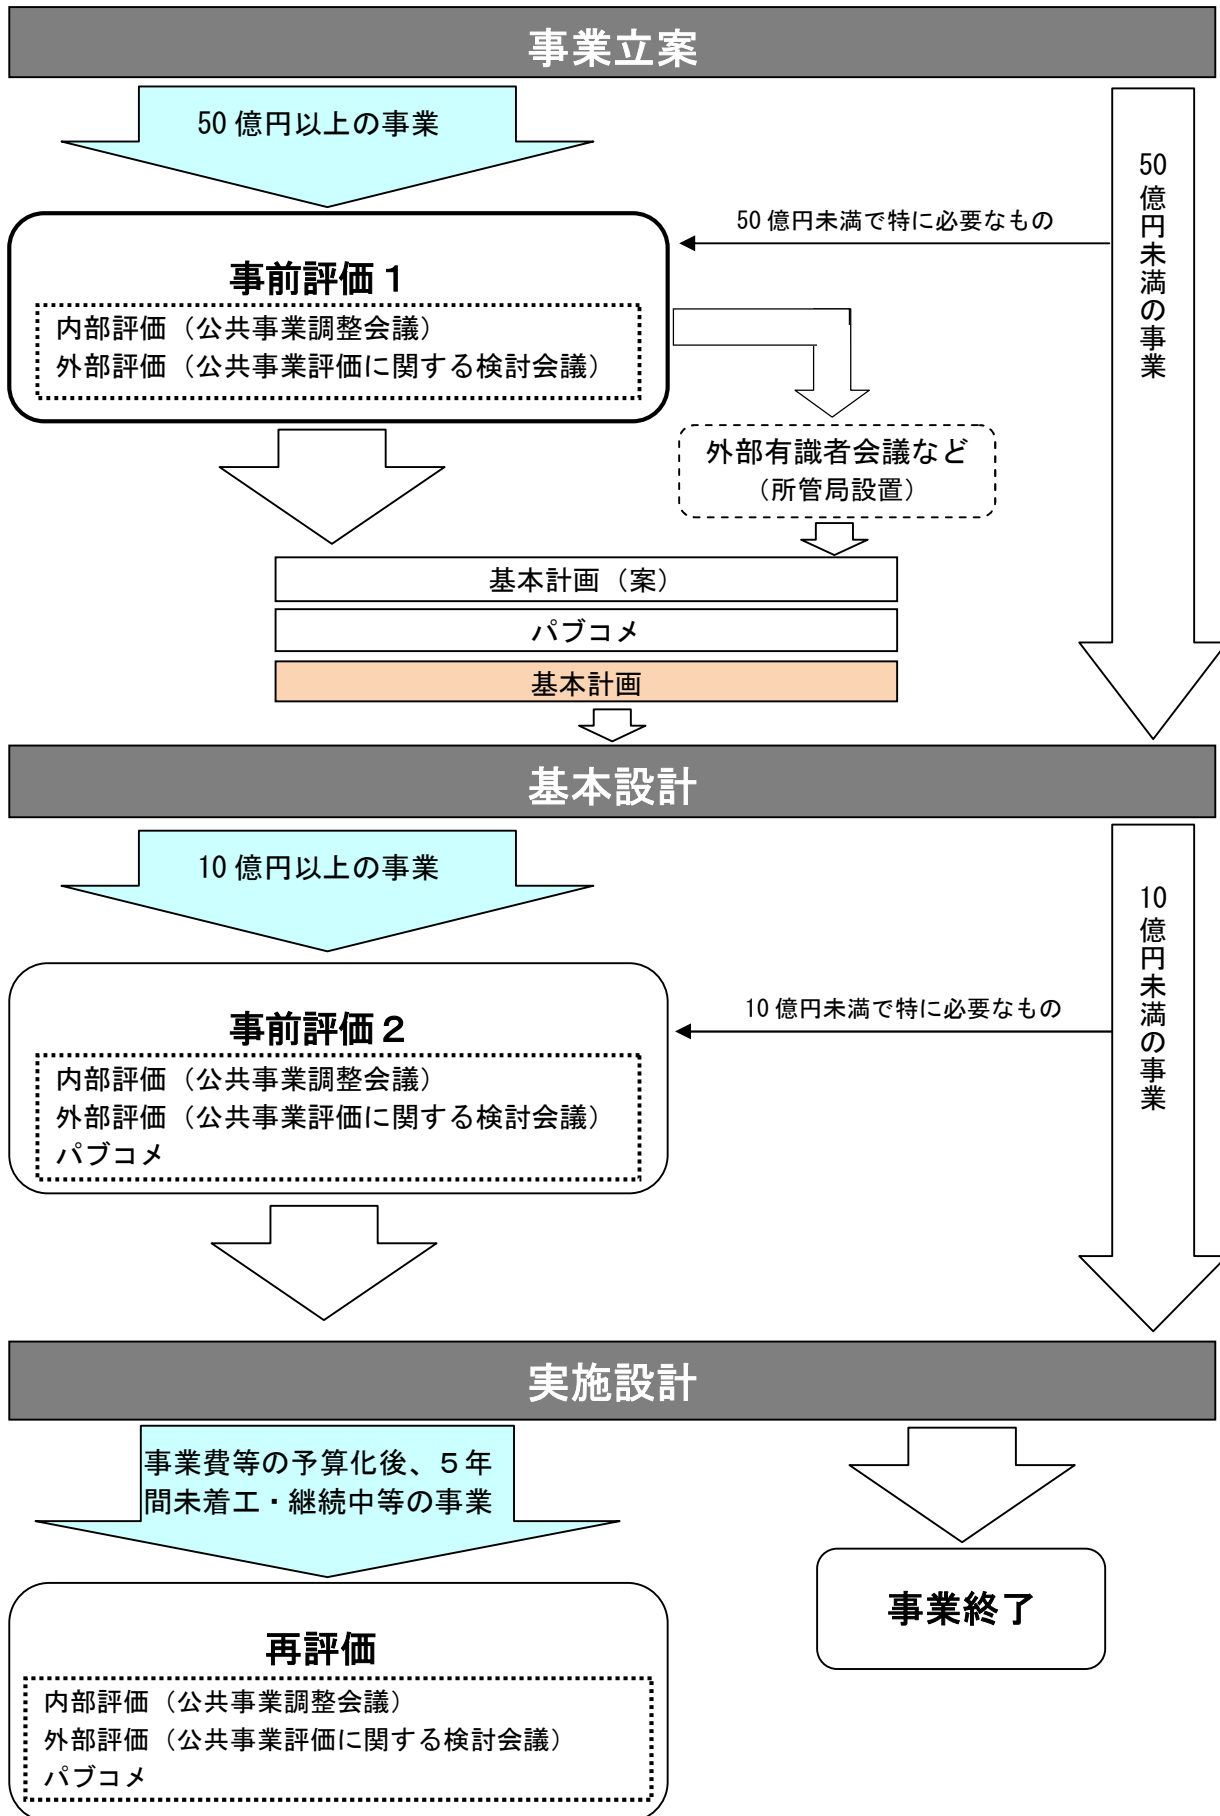 事業立案
50 億円以上の事業
50億円未満の事業
50 億円未満で特に必要なもの
事前評価１
内部評価（公共事業調整会議）
外部評価（公共事業評価に関する検討会議）
外部有識者会議など
（所管局設置）
基本計画（案）
パブコメ
基本計画
基本設計
10 億円以上の事業
10億円未満の事業
10 億円未満で特に必要なもの
事前評価２
内部評価（公共事業調整会議）
外部評価（公共事業評価に関する検討会議）
パブコメ
実施設計
事業費等の予算化後、５年
間未着工・継続中等の事業
事業終了
再評価
内部評価（公共事業調整会議）
外部評価（公共事業評価に関する検討会議）
パブコメ